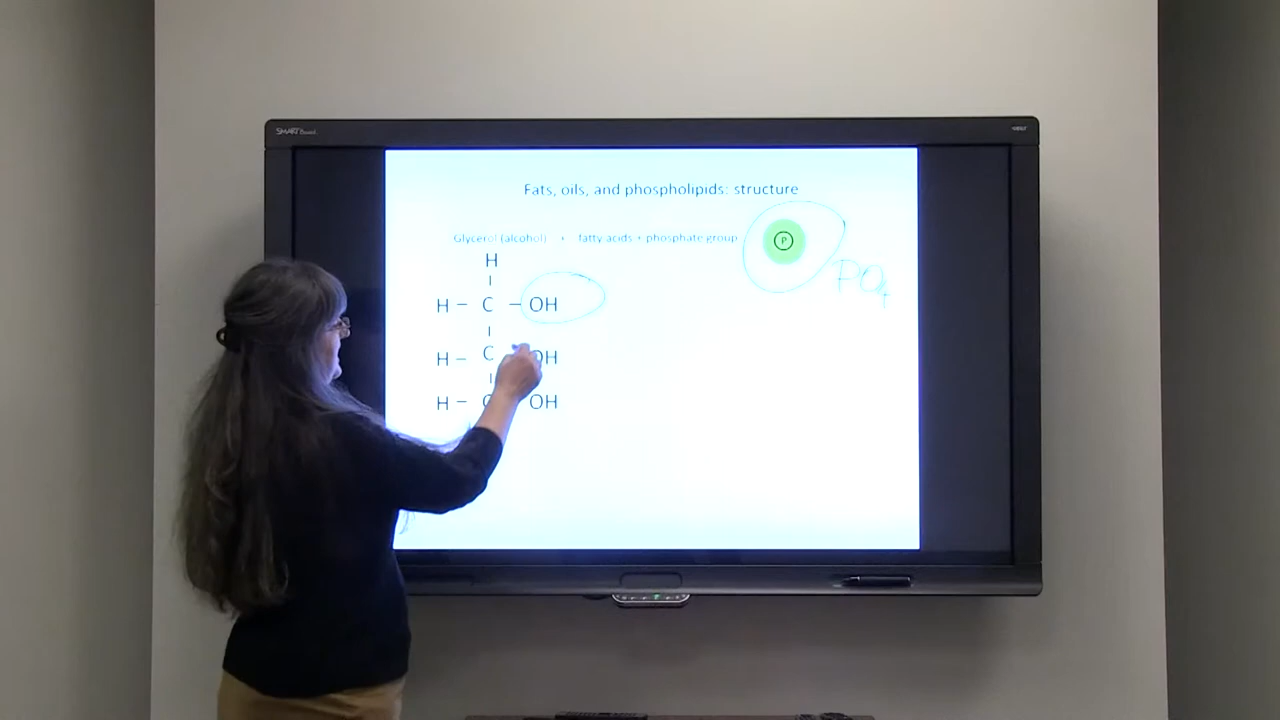 SMART Board
Fats, oils, and phospholipids: structure
Glycerol (alcohol) + fatty acids + phosphate group
P
PO4
H
H – C – OH
H – C OH
H – C OH